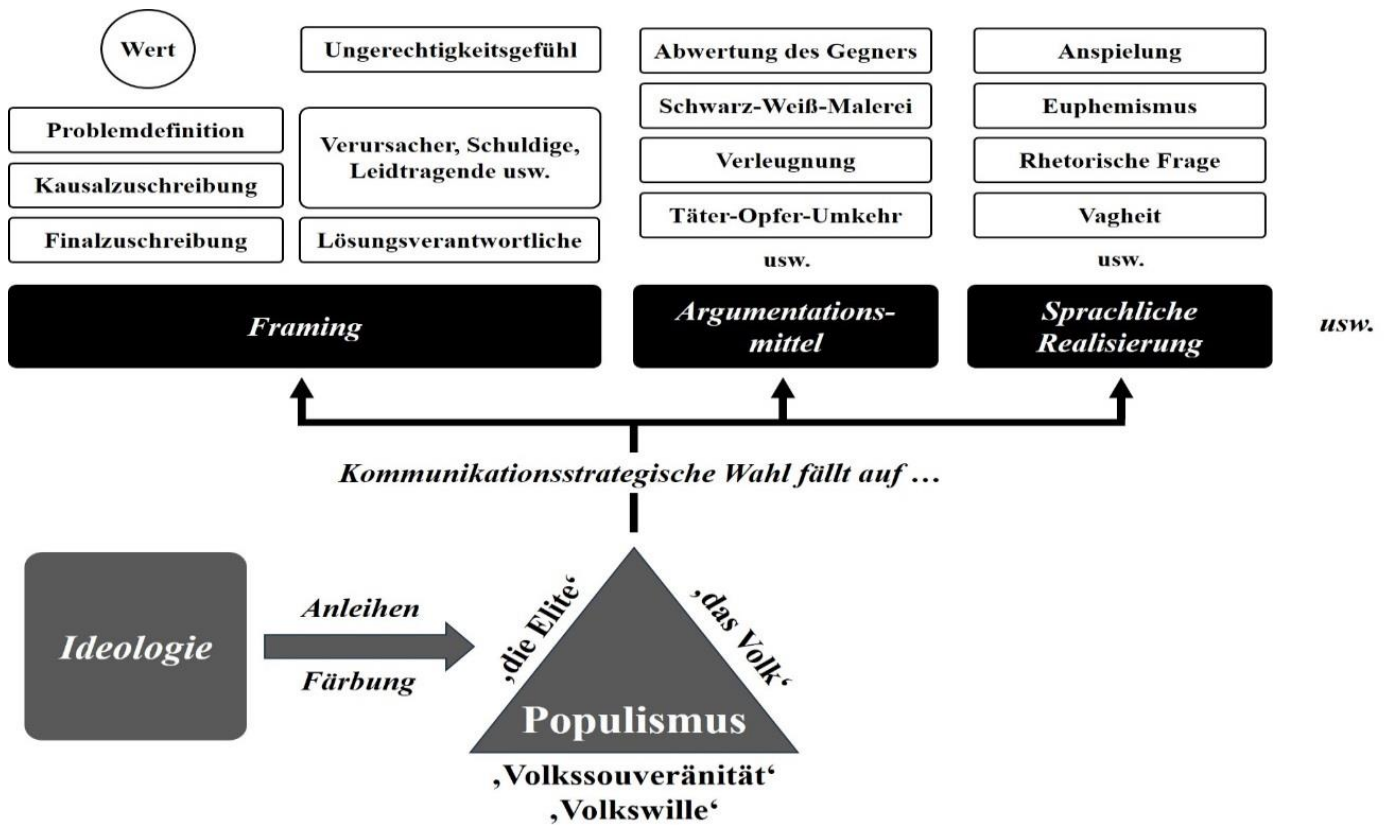 Wert
Ungerechtigkeitsgefühl
Problemdefinition
Kausalzuschreibung
Finalzuschreibung
Verursacher, Schuldige,
Leidtragende usw.
Lösungsverantwortliche
Abwertung des Gegners
Schwarz-Weiß-Malerei
Verleugnung
Täter-Opfer-Umkehr
usw.
Anspielung
Euphemismus
Rhetorische Frage
Vagheit
usw.
Framing
Argumentations-
mittel
Sprachliche
Realisierung
usw.
Kommunikationsstrategische Wahl fällt auf …
Ideologie
Anleihen
Färbung
‚die Elite‘
‚das Volk‘
Populismus
‚Volkssouveränität‘
‚Volkswille‘